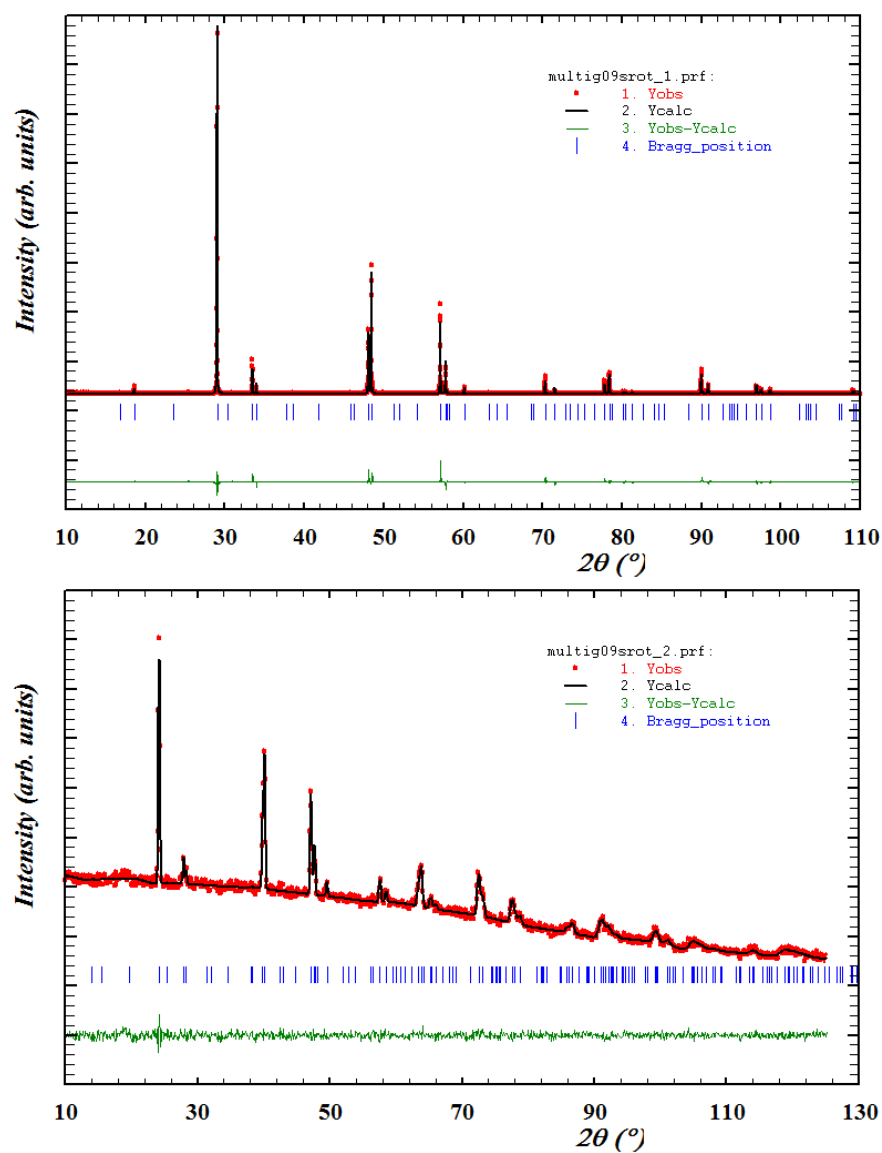 Intensity (arb. units)
multig09srot_1.prf:
1. Yobs
2. Ycalc
3. Yobs-Ycalc
4. Bragg_position
10 20 30 40 50 60 70 80 90 100 110
2θ (°)
Intensity (arb. units)
multig09srot_2.prf:
1. Yobs
2. Ycalc
3. Yobs-Ycalc
4. Bragg_position
10 30 50 70 90 110 130
2θ (°)